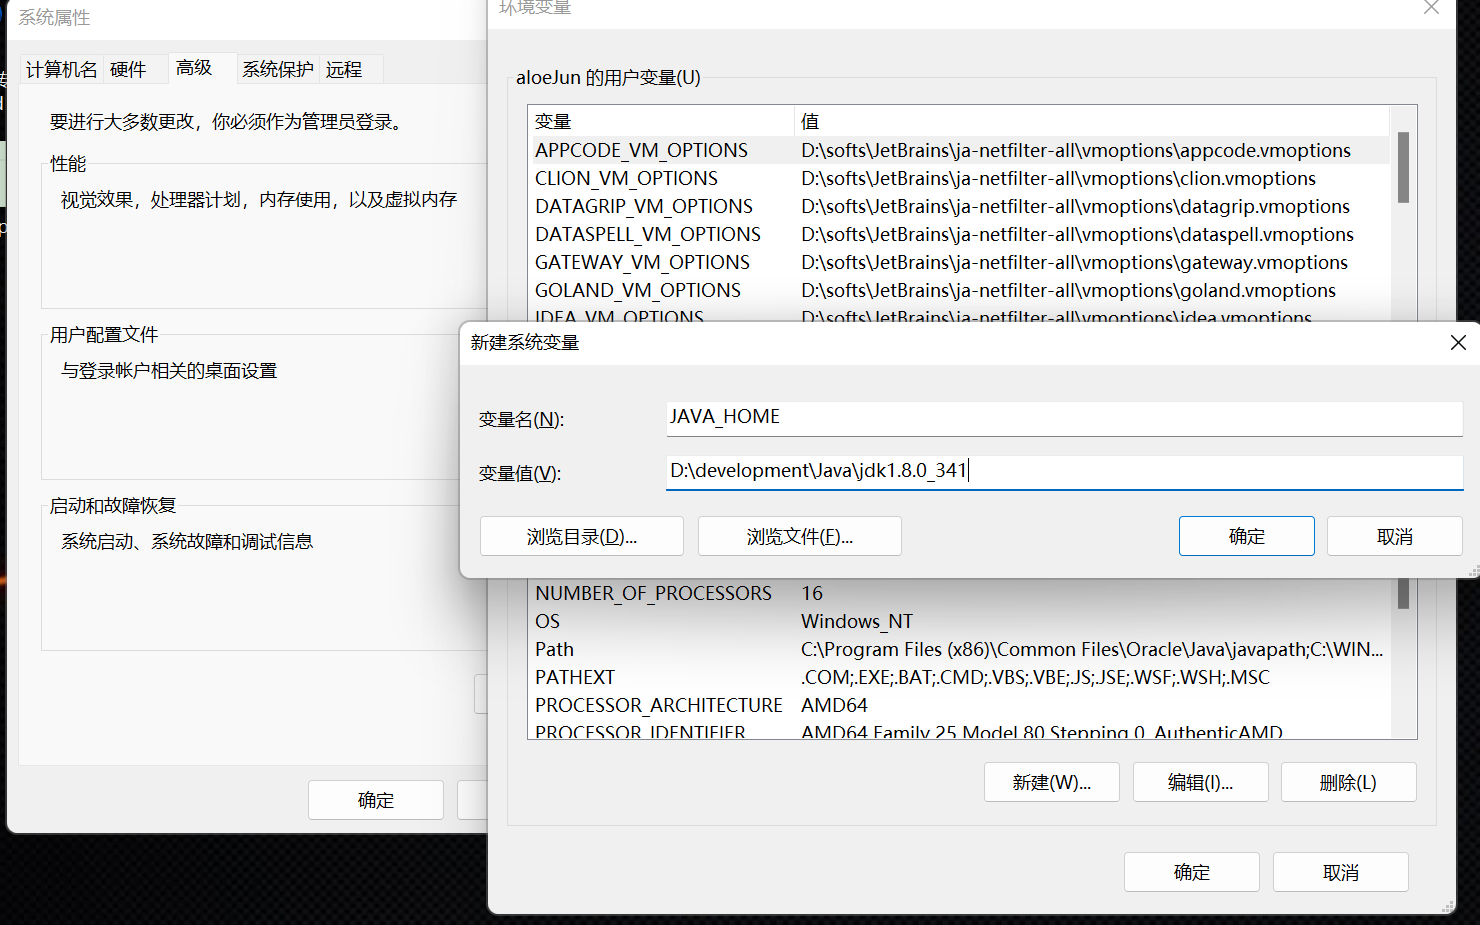 系统属性
计算机名
硬件
高级
系统保护
远程
要进行大多数更改，你必须作为管理员登录。
性能
视觉效果，处理器计划，内存使用，以及虚拟内存
用户配置文件
与登录帐户相关的桌面设置
启动和故障恢复
系统启动、系统故障和调试信息
确定
环境变量
aloeJun 的用户变量(U)
变量 值
APPCODE_VM_OPTIONS D:\softs\JetBrains\ja-netfilter-all\vmoptions\appcode.vmoptions
CLION_VM_OPTIONS D:\softs\JetBrains\ja-netfilter-all\vmoptions\clion.vmoptions
DATAGRIP_VM_OPTIONS D:\softs\JetBrains\ja-netfilter-all\vmoptions\datagrip.vmoptions
DATASPELL_VM_OPTIONS D:\softs\JetBrains\ja-netfilter-all\vmoptions\dataspell.vmoptions
GATEWAY_VM_OPTIONS D:\softs\JetBrains\ja-netfilter-all\vmoptions\gateway.vmoptions
GOLAND_VM_OPTIONS D:\softs\JetBrains\ja-netfilter-all\vmoptions\goland.vmoptions
IDEA_VM_OPTIONS D:\softs\JetBrains\ja-netfilter-all\vmoptions\idea.vmoptions
新建系统变量
变量名(N): JAVA_HOME
变量值(V): D:\development\Java\jdk1.8.0_341
浏览目录(D)... 浏览文件(F)... 确定 取消
NUMBER_OF_PROCESSORS 16
OS Windows_NT
Path C:\Program Files (x86)\Common Files\Oracle\Java\javapath;C:\WIN...
PATHEXT .COM;.EXE;.BAT;.CMD;.VBS;.VBE;.JS;.JSE;.WSF;.WSH;.MSC
PROCESSOR_ARCHITECTURE AMD64
PROCESSOR_IDENTIFIER AMD64 Family 25 Model 80 Stepping 0, AuthenticAMD
新建(W)... 编辑(I)... 删除(L)
确定 取消